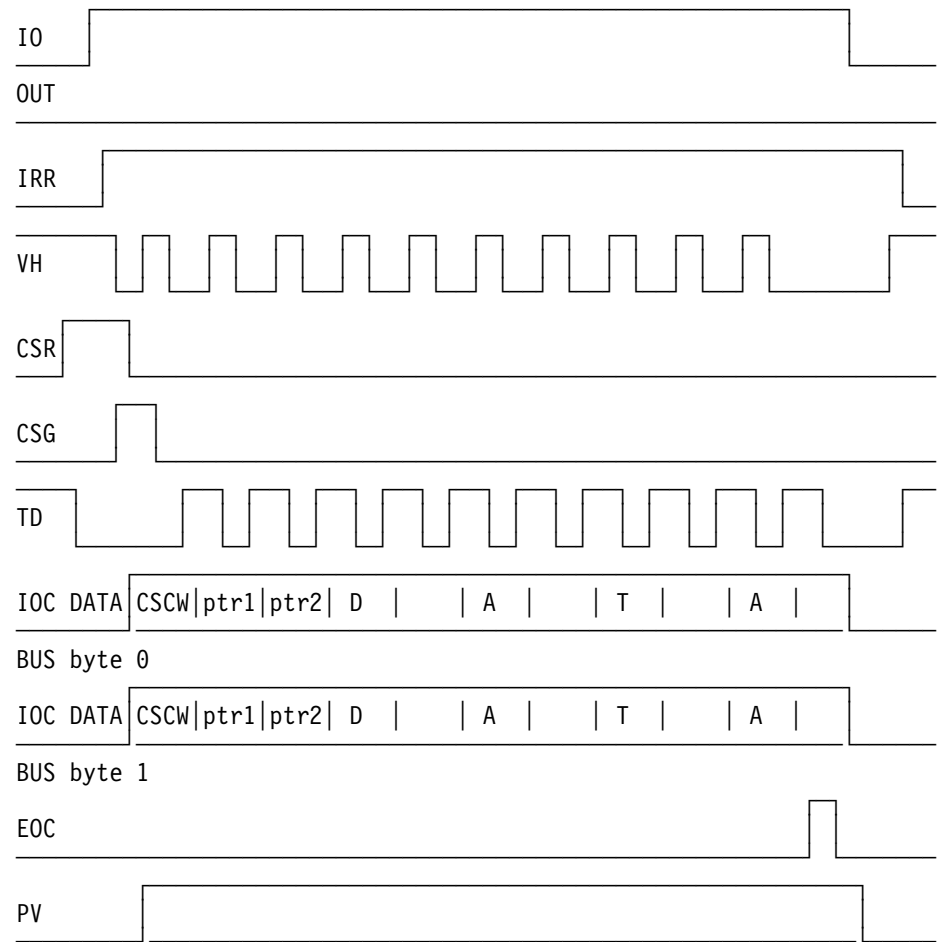 IO
OUT
IRR
VH
CSR
CSG
TD
IOC DATA CSCW|ptr1|ptr2| D | | A | | T | | A |
BUS byte 0
IOC DATA CSCW|ptr1|ptr2| D | | A | | T | | A |
BUS byte 1
EOC
PV